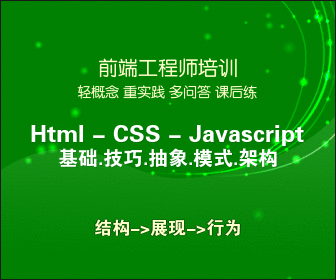 前端工程师培训
轻概念 重实践 多问答 课后练
Html - CSS - Javascript
基础.技巧.抽象.模式.架构
结构->展现->行为